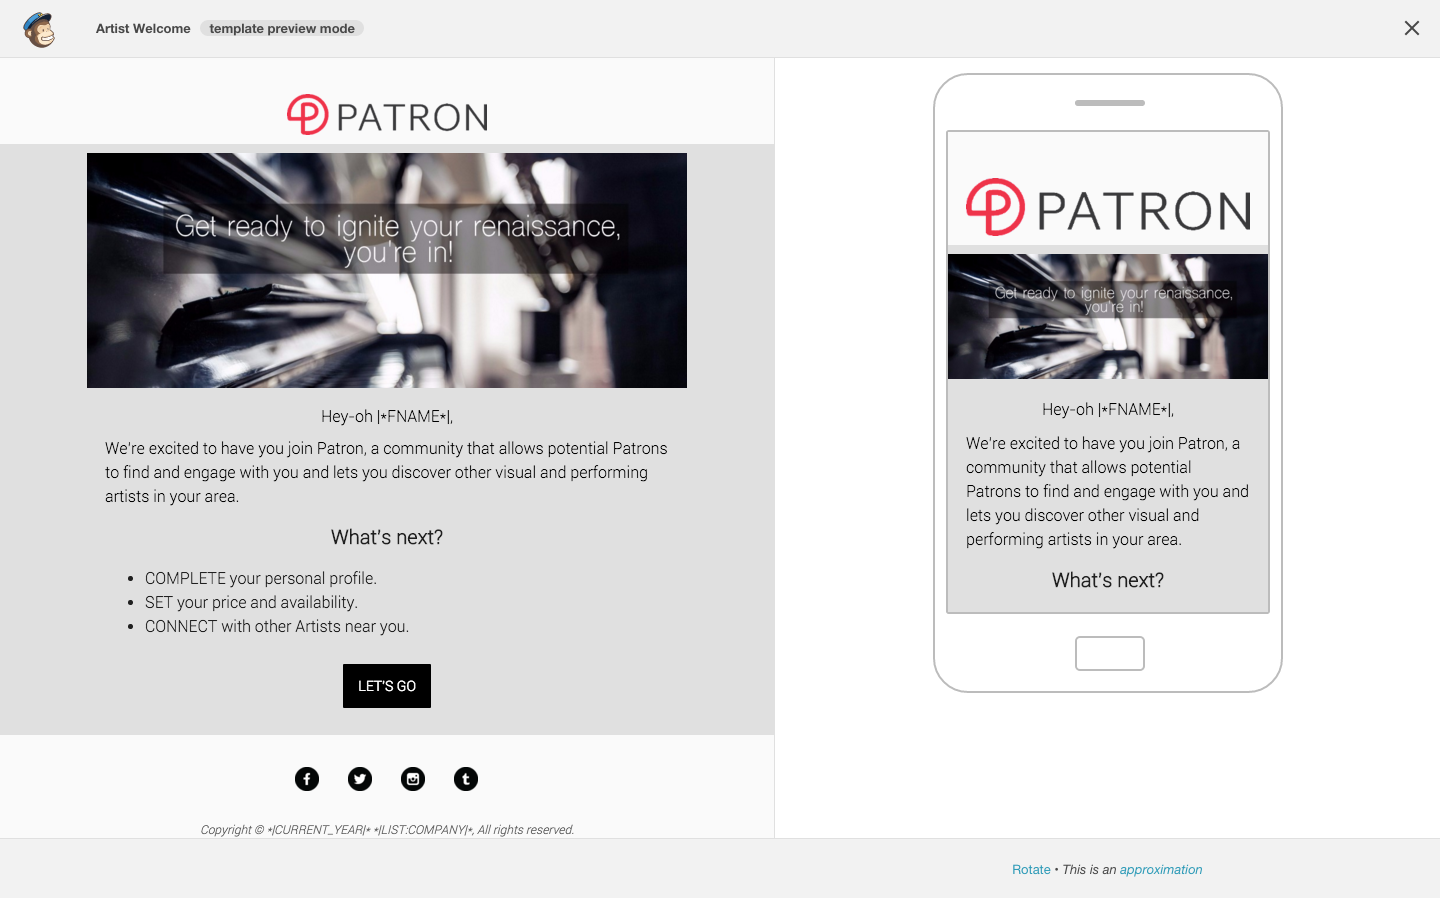 Artist Welcome template preview mode
PATRON
Get ready to ignite your renaissance,
you're in!
Hey-oh |*FNAME*|,
We're excited to have you join Patron, a community that allows potential Patrons
to find and engage with you and lets you discover other visual and performing
artists in your area.
What's next?
• COMPLETE your personal profile.
• SET your price and availability.
• CONNECT with other Artists near you.
LET'S GO
Copyright © *|CURRENT_YEAR|* *|LIST:COMPANY|*, All rights reserved.
PATRON
Get ready to ignite your renaissance,
you're in!
Hey-oh |*FNAME*|,
We're excited to have you join Patron, a
community that allows potential
Patrons to find and engage with you and
lets you discover other visual and
performing artists in your area.
What's next?
Rotate • This is an approximation